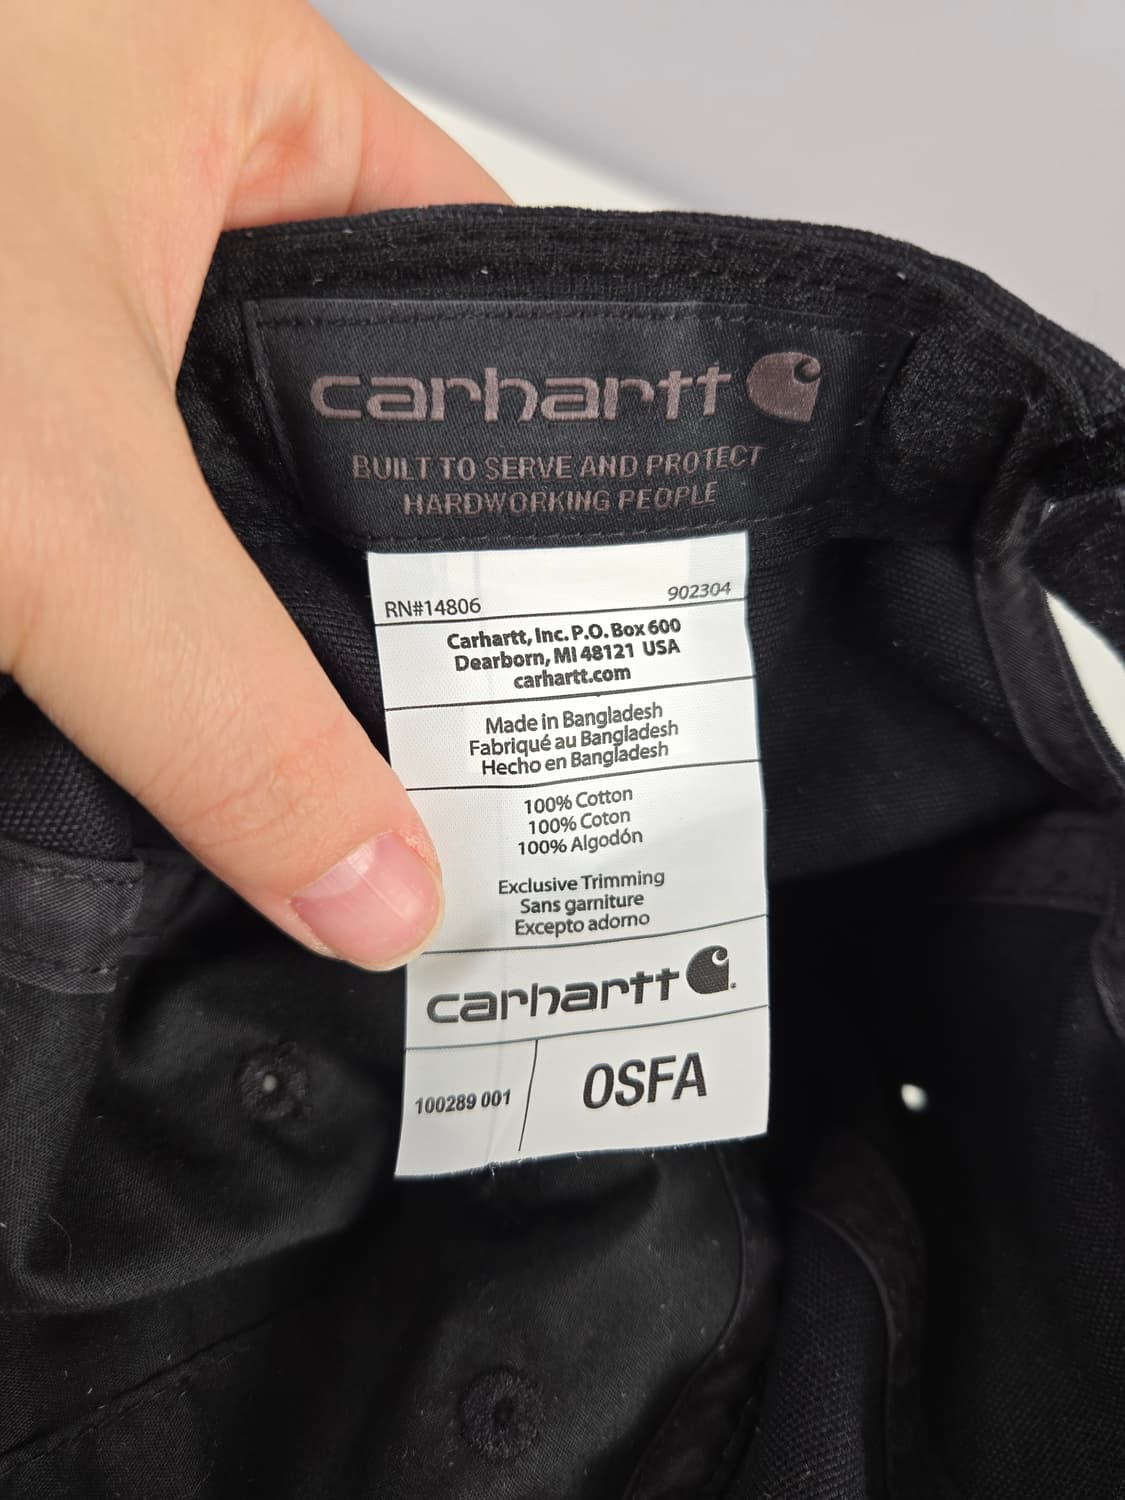 carhartt
BUILT TO SERVE AND PROTECT
HARDWORKING PEOPLE
RN#14806 902304
Carhartt, Inc. P.O. Box 600
Dearborn, MI 48121 USA
carhartt.com
Made in Bangladesh
Fabriqué au Bangladesh
Hecho en Bangladesh
100% Cotton
100% Coton
100% Algodón
Exclusive Trimming
Sans garniture
Excepto adorno
carhartt
100289 001 OSFA